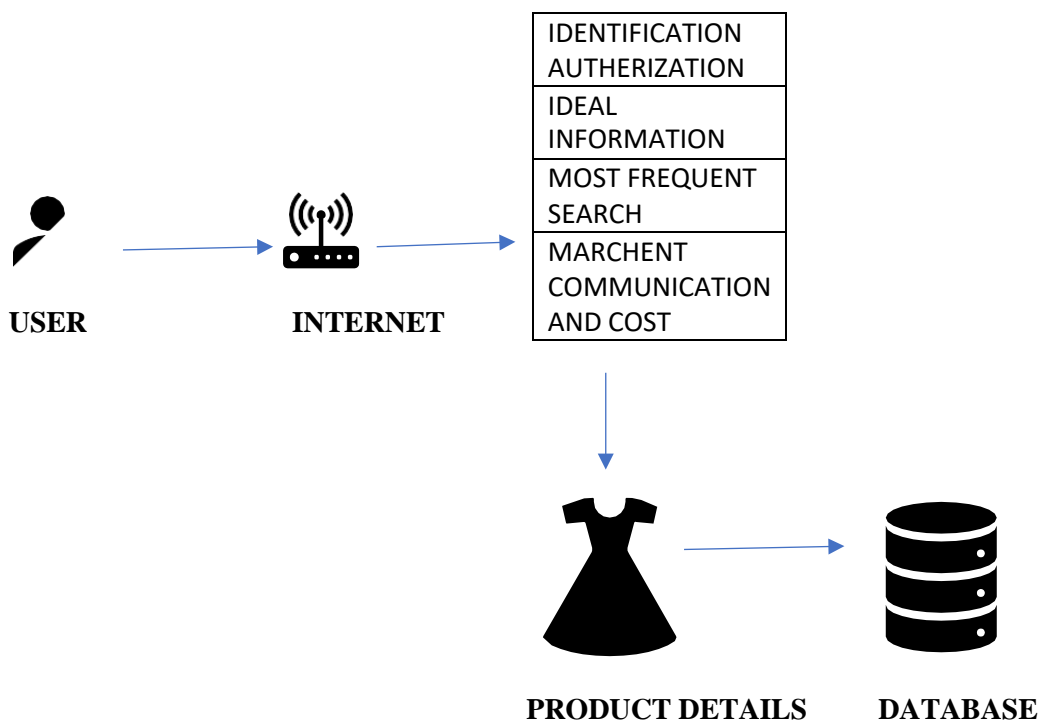 IDENTIFICATION
AUTHERIZATION
IDEAL
INFORMATION
MOST FREQUENT
SEARCH
MARCHENT
COMMUNICATION
AND COST
USER
INTERNET
PRODUCT DETAILS
DATABASE